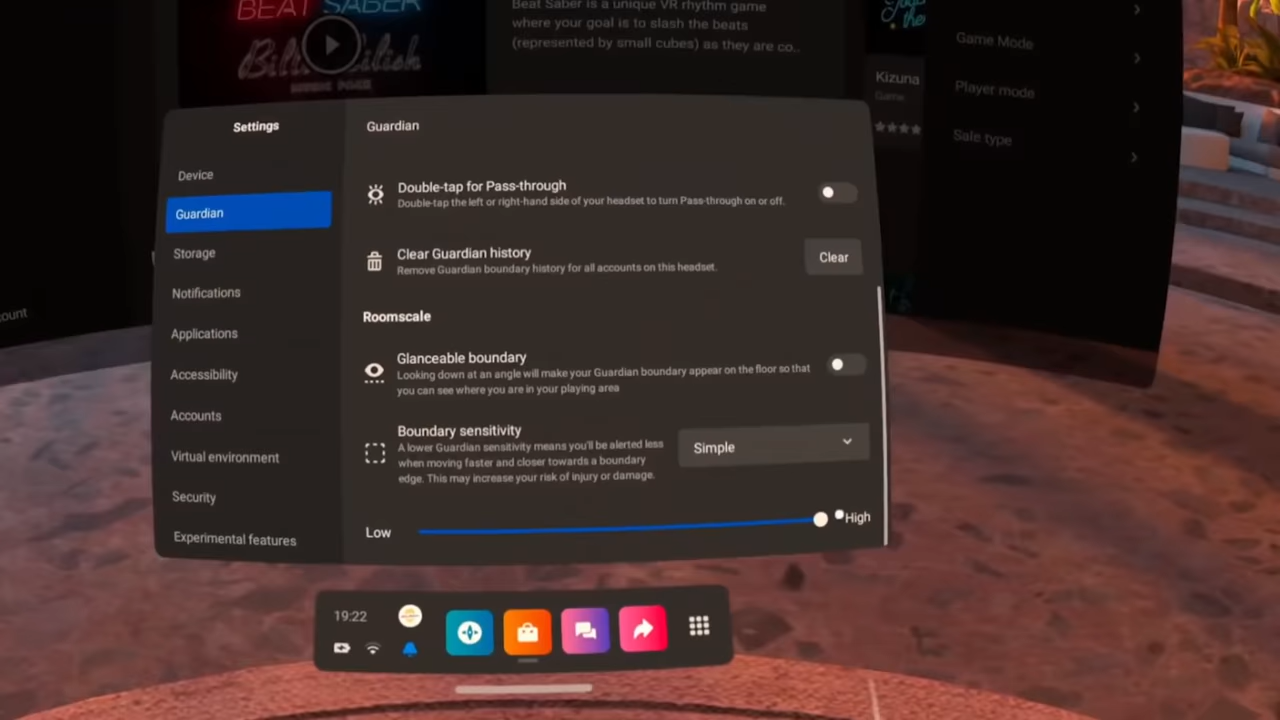 BEAT SABER
Billie Eilish
MUSIC PACK
Beat Saber is a unique VR rhythm game
where your goal is to slash the beats
(represented by small cubes) as they are co..
Kizuna
Game
Game Mode
Player mode
Sale type
Settings
Device
Guardian
Storage
Notifications
Applications
Accessibility
Accounts
Virtual environment
Security
Experimental features
Guardian
Double-tap for Pass-through
Double-tap the left or right-hand side of your headset to turn Pass-through on or off.
Clear Guardian history
Remove Guardian boundary history for all accounts on this headset.
Clear
Roomscale
Glanceable boundary
Looking down at an angle will make your Guardian boundary appear on the floor so that
you can see where you are in your playing area
Boundary sensitivity
A lower Guardian sensitivity means you'll be alerted less
when moving faster and closer towards a boundary
edge. This may increase your risk of injury or damage.
Simple
Low
High
ount
19:22